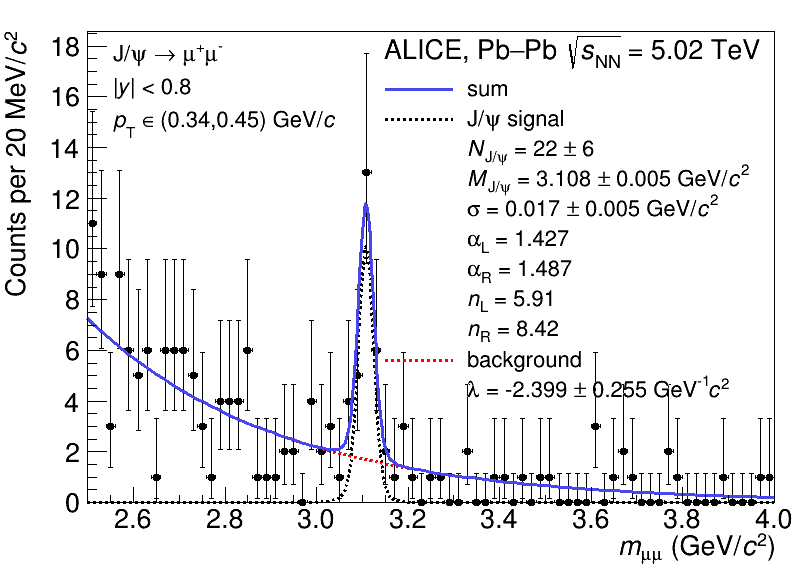 Counts per 20 MeV/c²
18
16
14
12
10
8
6
4
2
0
J/ψ → μ⁺μ⁻
|y| < 0.8
p_T ∈ (0.34,0.45) GeV/c
ALICE, Pb–Pb √s_NN = 5.02 TeV
sum
J/ψ signal
N_J/ψ = 22 ± 6
M_J/ψ = 3.108 ± 0.005 GeV/c²
σ = 0.017 ± 0.005 GeV/c²
α_L = 1.427
α_R = 1.487
n_L = 5.91
n_R = 8.42
background
λ = -2.399 ± 0.255 GeV⁻¹c²
2.6 2.8 3.0 3.2 3.4 3.6 3.8 4.0
m_μμ (GeV/c²)